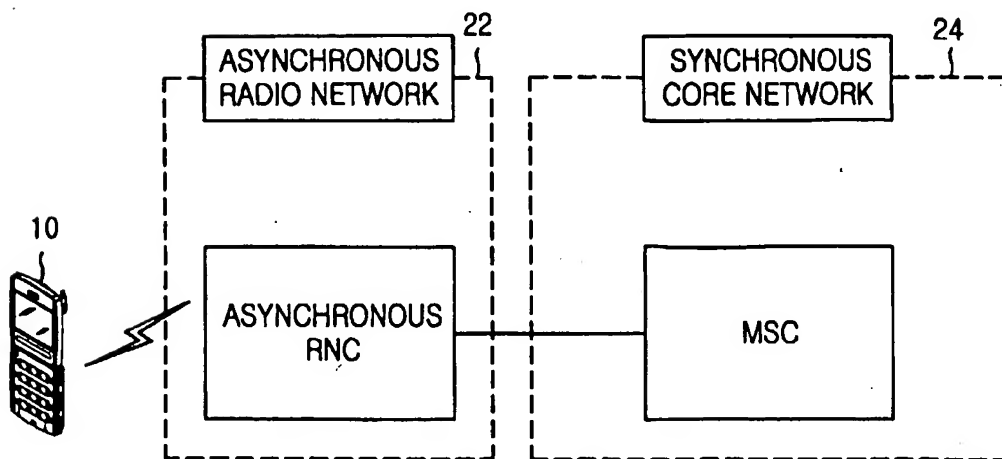 22
24
ASYNCHRONOUS
RADIO NETWORK
SYNCHRONOUS
CORE NETWORK
10
ASYNCHRONOUS
RNC
MSC